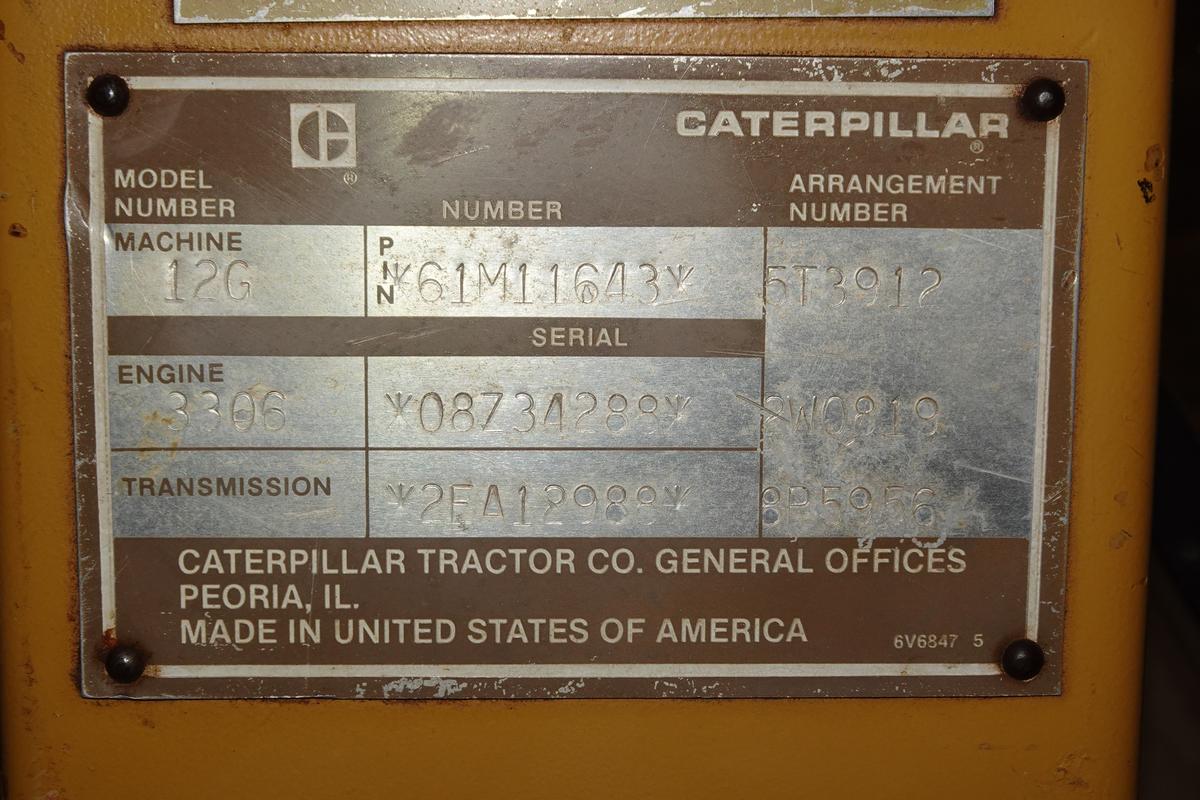 CATERPILLAR
®
®
MODEL NUMBER
NUMBER
ARRANGEMENT NUMBER
MACHINE
12G
PIN
*61M11643*
5T3912
SERIAL
ENGINE
3306
*08Z34288*
2W0819
TRANSMISSION
*2EA12988*
8P5956
CATERPILLAR TRACTOR CO. GENERAL OFFICES
PEORIA, IL.
MADE IN UNITED STATES OF AMERICA
6V6847 5